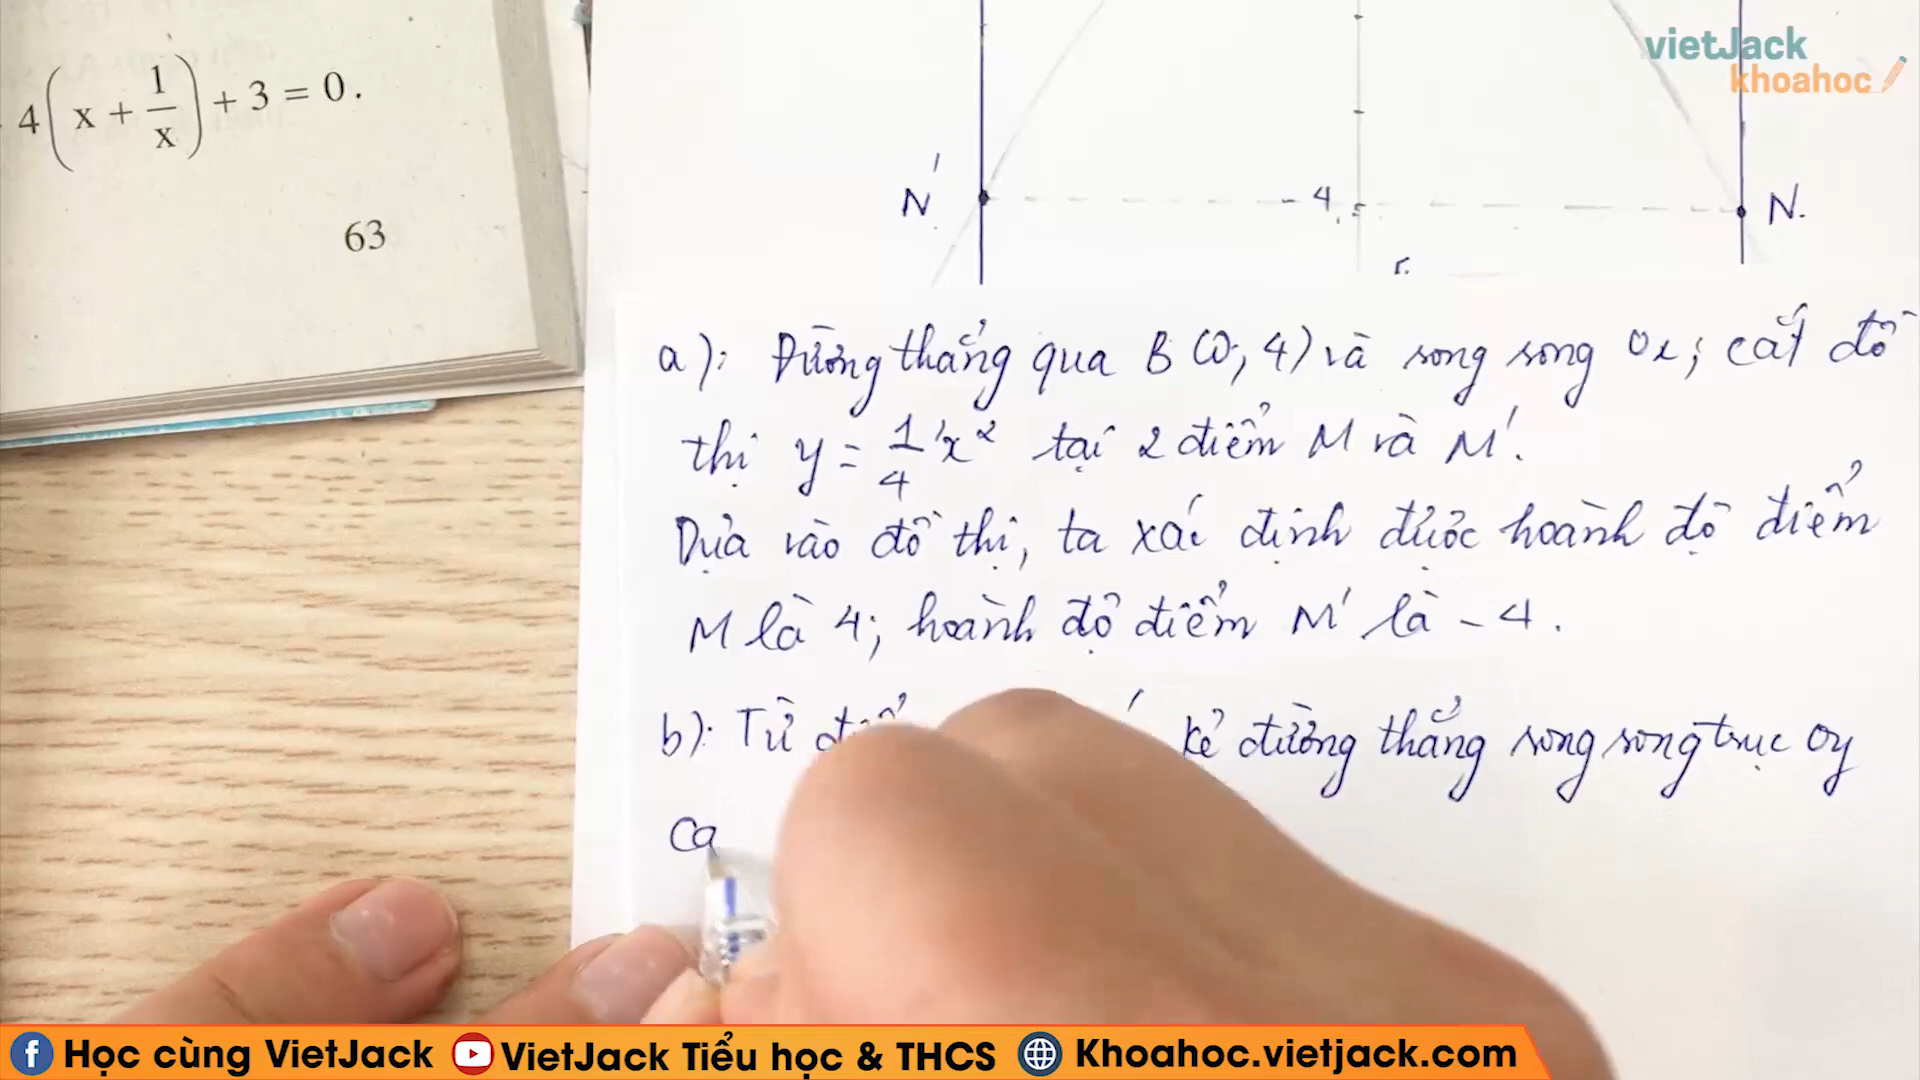 4(x + 1/x) + 3 = 0.
63
vietJack
khoahoc
N'
-4
N.
a): Đường thẳng qua B(0; 4) và song song Ox; cắt đồ
thị y = 1/4 x² tại 2 điểm M và M'.
Dựa vào đồ thị, ta xác định được hoành độ điểm
M là 4; hoành độ điểm M' là -4.
b): Từ kẻ đường thẳng song song trục Oy
Học cùng VietJack
VietJack Tiểu học & THCS
Khoahoc.vietjack.com